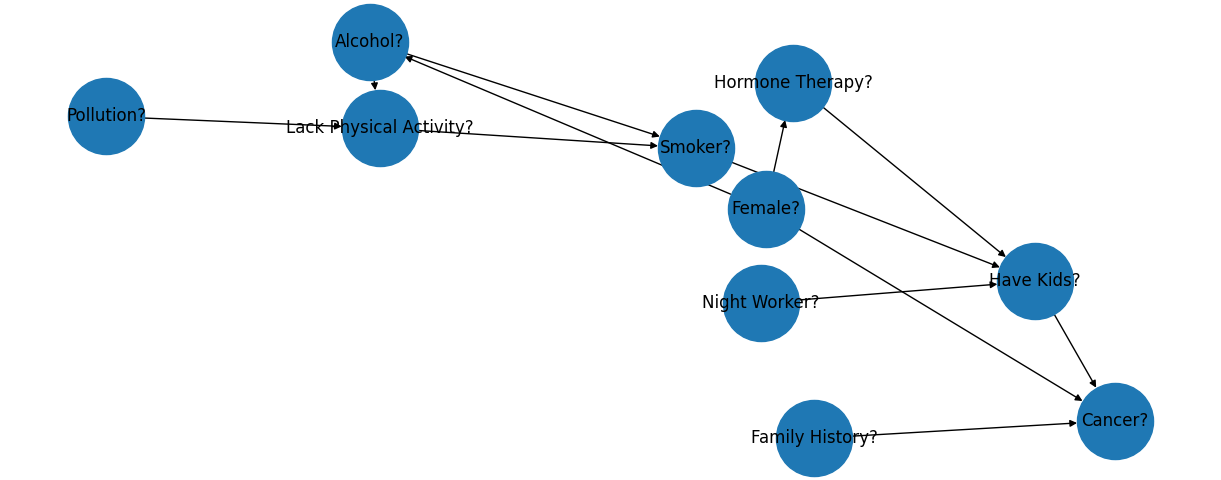 Alcohol?
Hormone Therapy?
Pollution?
Lack Physical Activity?
Smoker?
Female?
Have Kids?
Night Worker?
Cancer?
Family History?